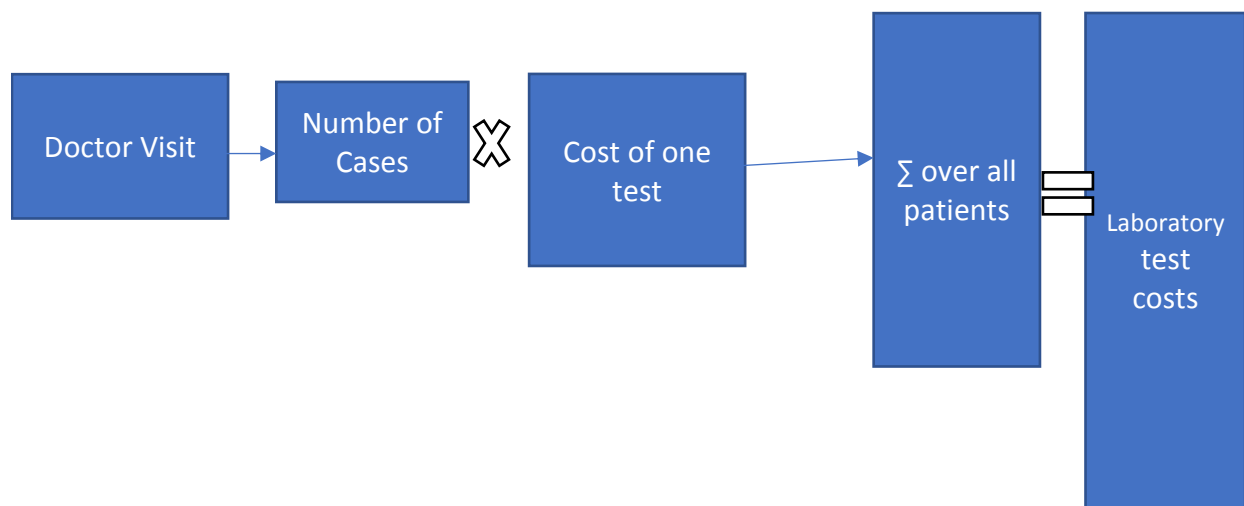 Doctor Visit
Number of
Cases
Cost of one
test
∑ over all
patients
Laboratory
test
costs